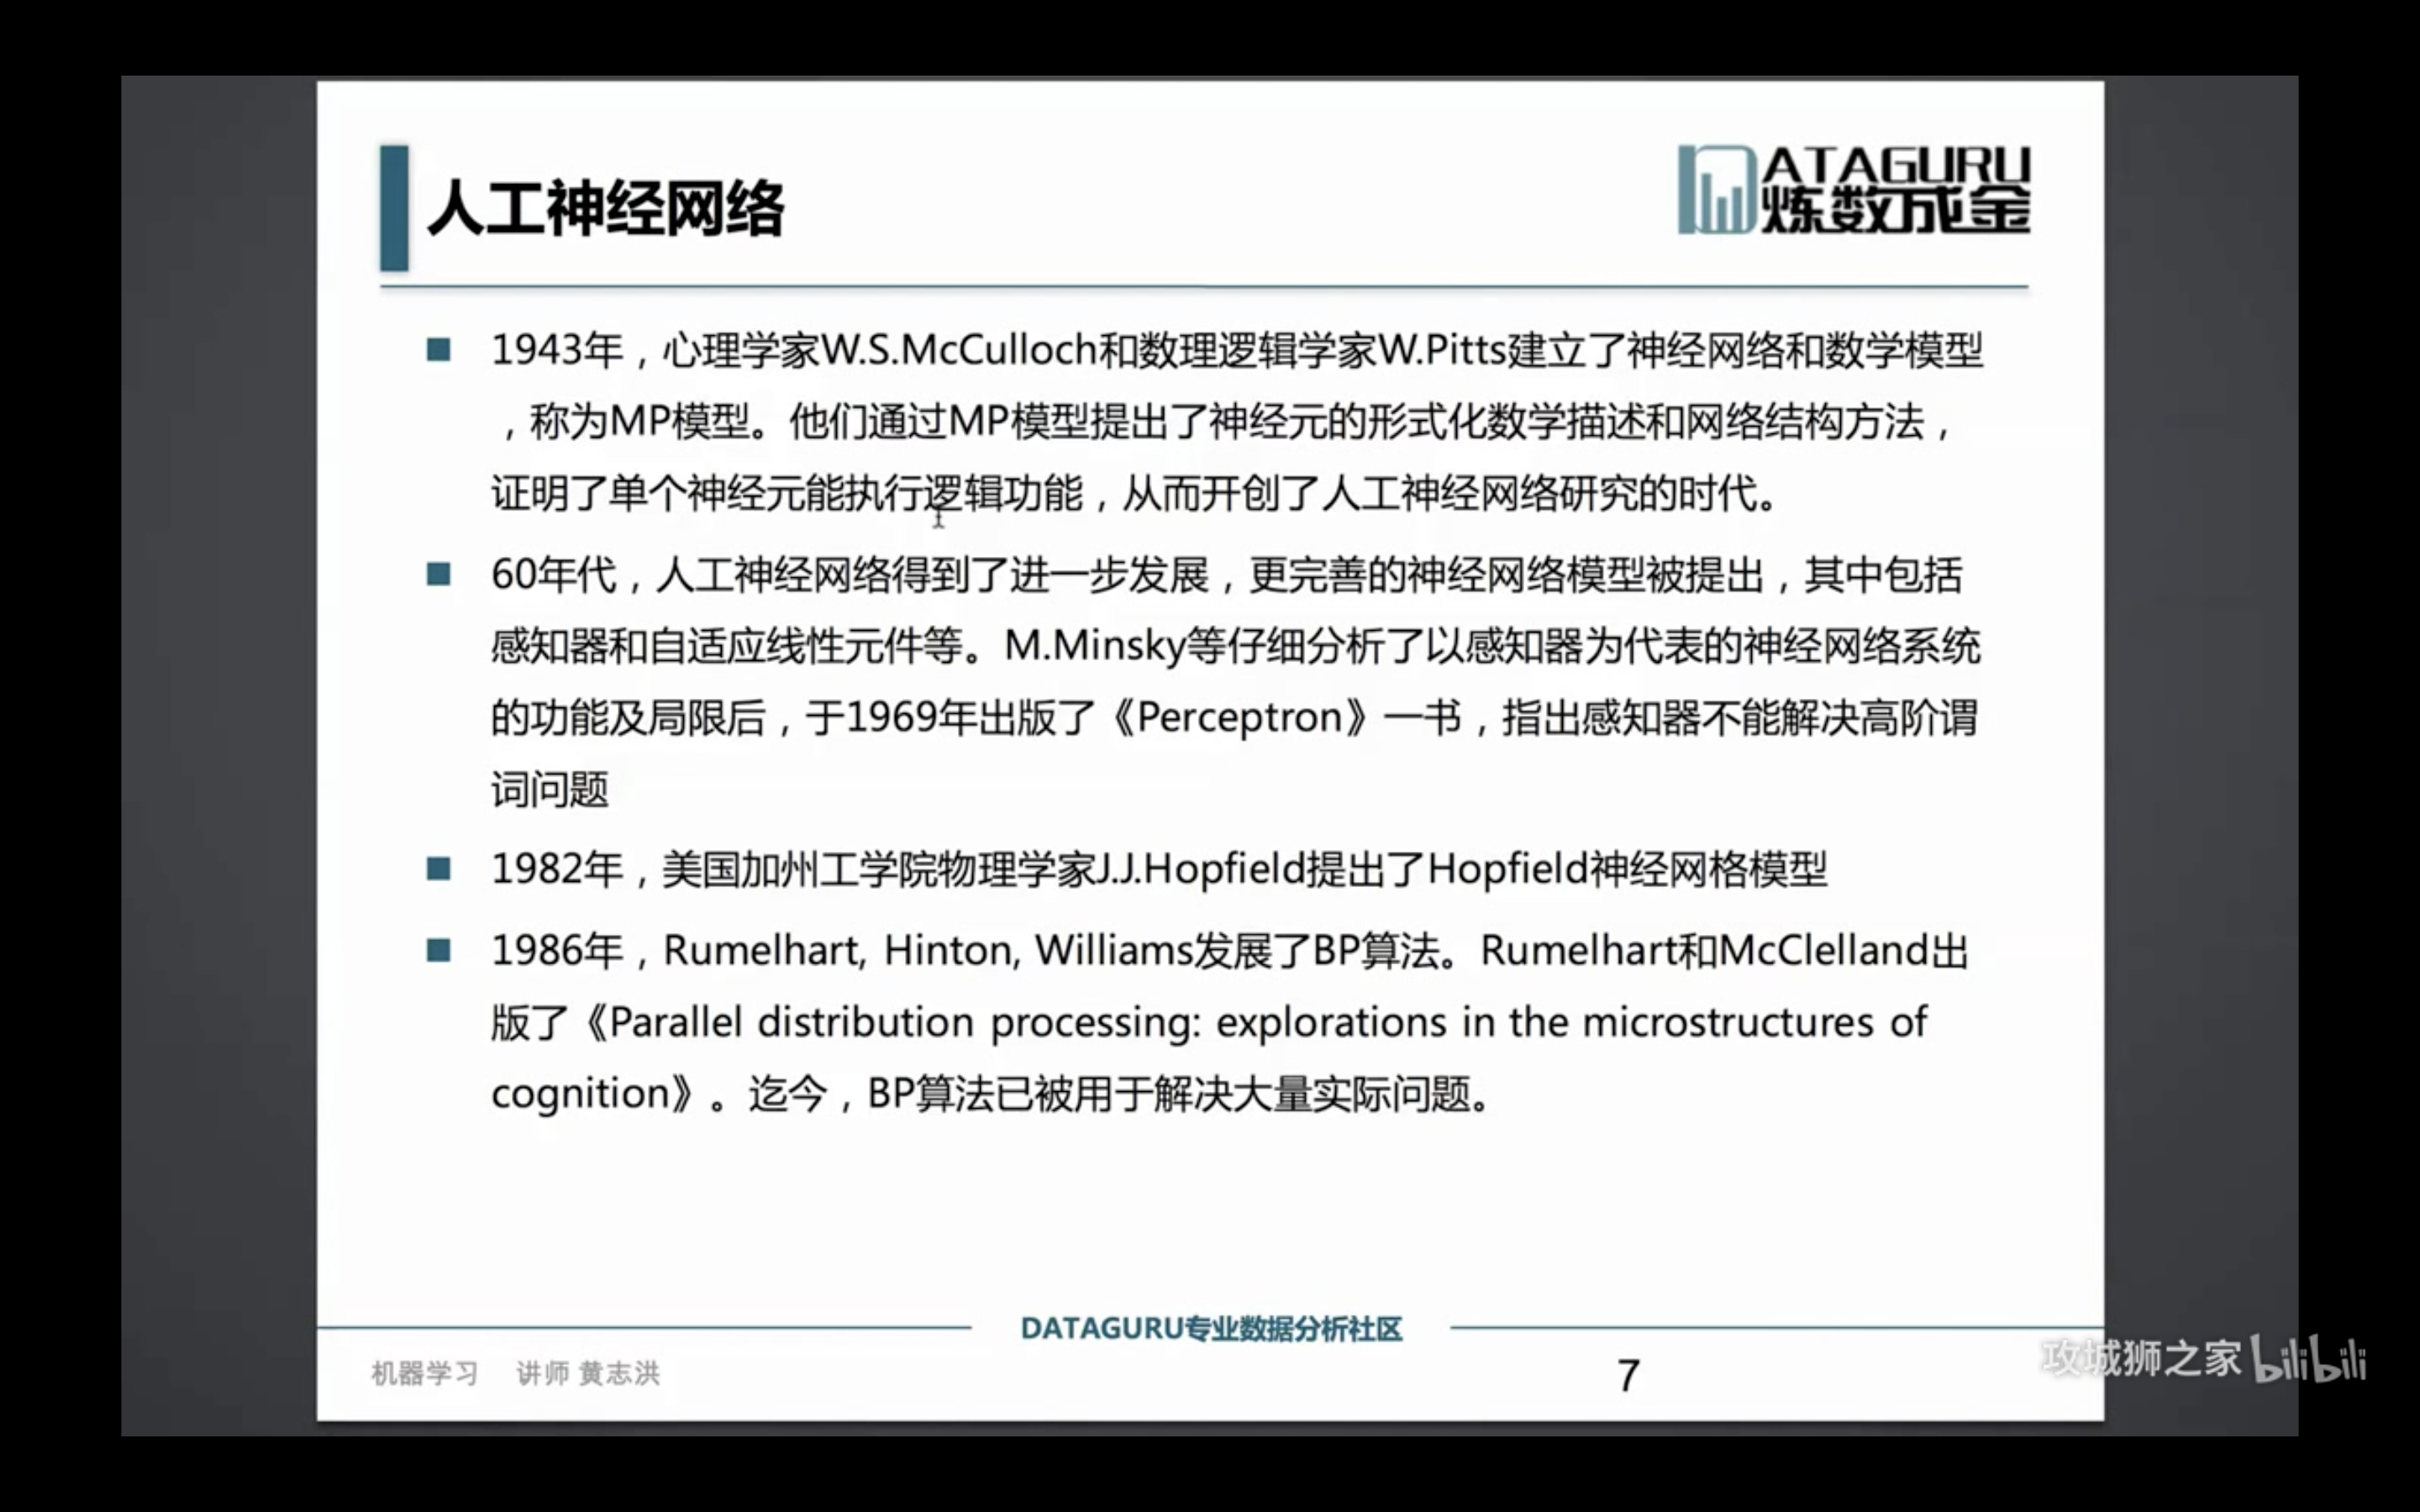 人工神经网络
DATAGURU
炼数成金
1943年，心理学家W.S.McCulloch和数理逻辑学家W.Pitts建立了神经网络和数学模型
，称为MP模型。他们通过MP模型提出了神经元的形式化数学描述和网络结构方法，
证明了单个神经元能执行逻辑功能，从而开创了人工神经网络研究的时代。
60年代，人工神经网络得到了进一步发展，更完善的神经网络模型被提出，其中包括
感知器和自适应线性元件等。M.Minsky等仔细分析了以感知器为代表的神经网络系统
的功能及局限后，于1969年出版了《Perceptron》一书，指出感知器不能解决高阶谓
词问题
1982年，美国加州工学院物理学家J.J.Hopfield提出了Hopfield神经网格模型
1986年，Rumelhart, Hinton, Williams发展了BP算法。Rumelhart和McClelland出
版了《Parallel distribution processing: explorations in the microstructures of
cognition》。迄今，BP算法已被用于解决大量实际问题。
DATAGURU专业数据分析社区
机器学习 讲师 黄志洪
7
攻城狮之家 bilibili